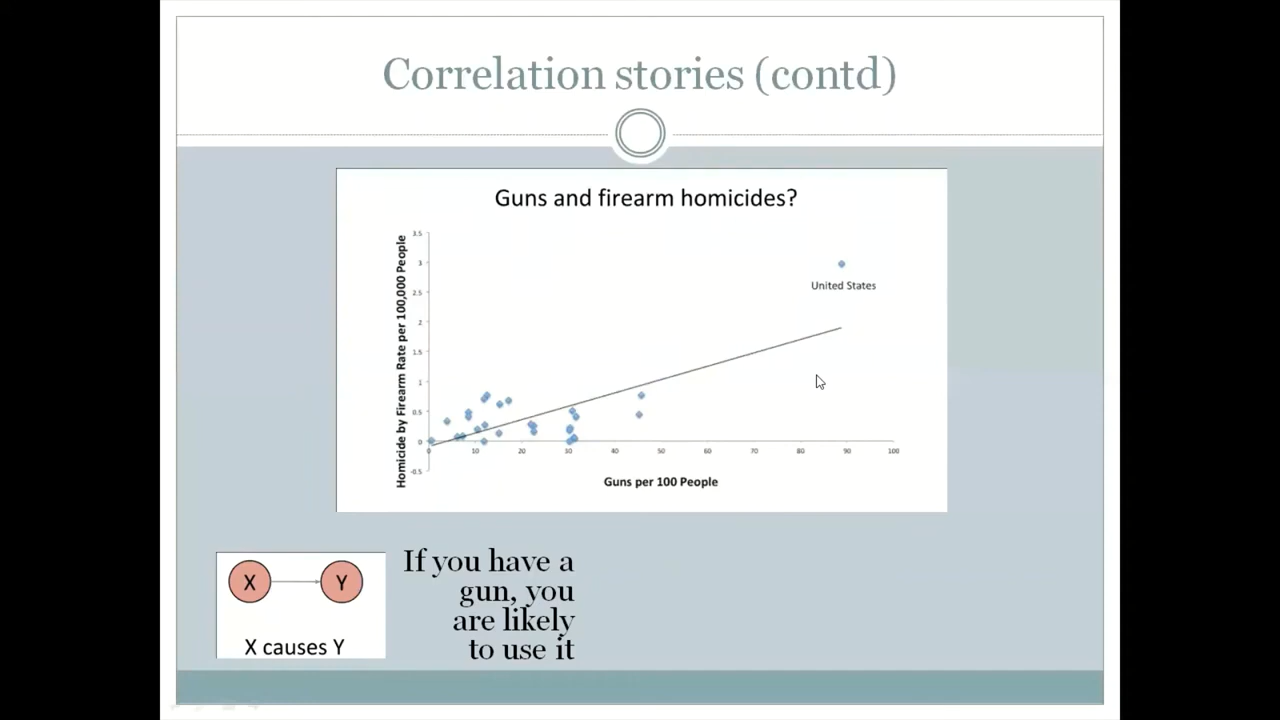 Correlation stories (contd)
Guns and firearm homicides?
Homicide by Firearm Rate per 100,000 People
3.5
3
2.5
2
1.5
1
0.5
0
-0.5
United States
0 10 20 30 40 50 60 70 80 90 100
Guns per 100 People
X Y
X causes Y
If you have a
gun, you
are likely
to use it